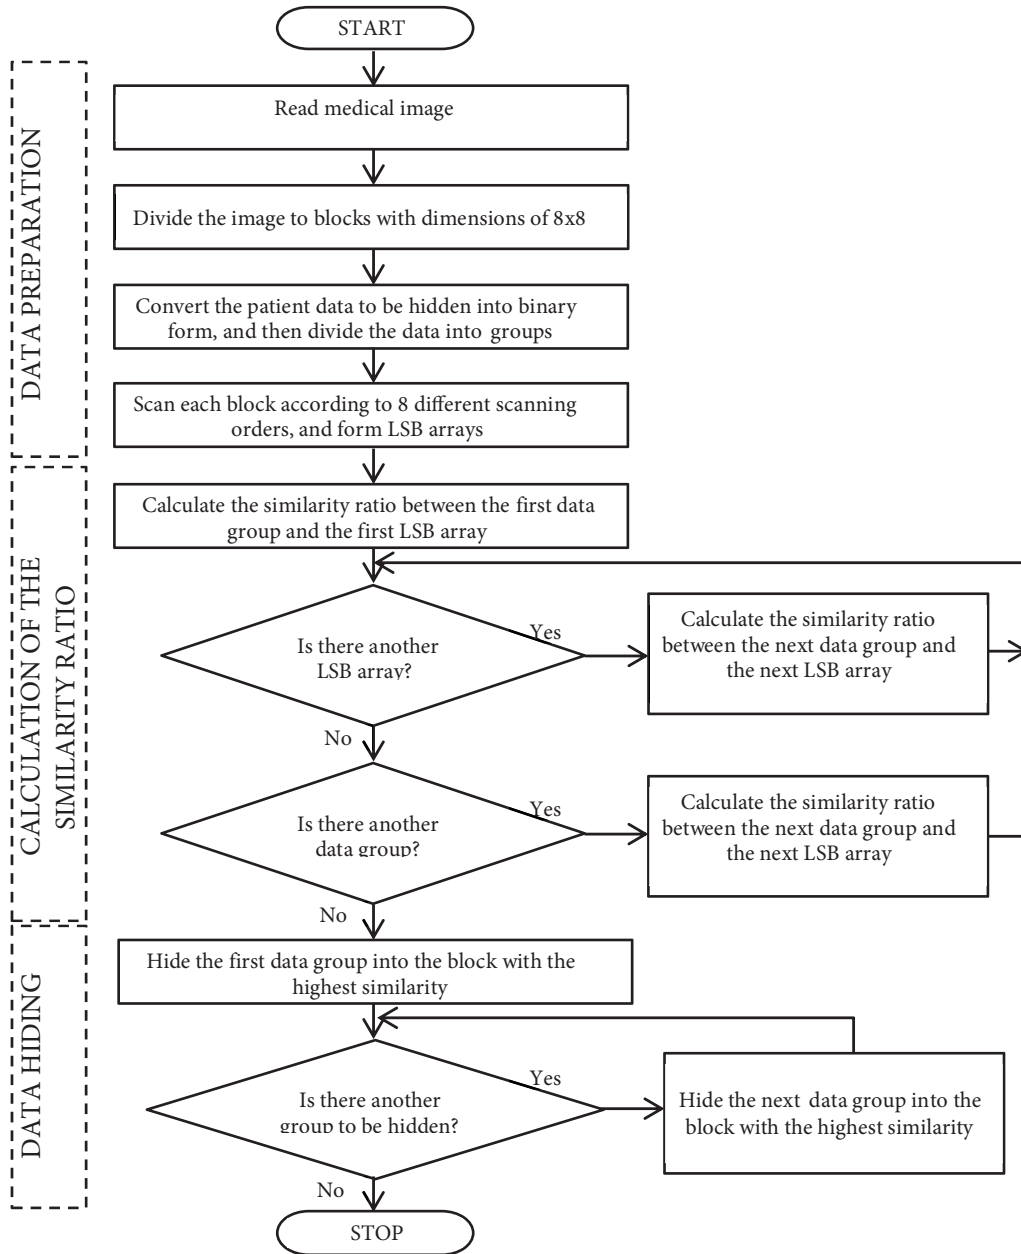 START
DATA PREPARATION
Read medical image
Divide the image to blocks with dimensions of 8x8
Convert the patient data to be hidden into binary
form, and then divide the data into groups
Scan each block according to 8 different scanning
orders, and form LSB arrays
CALCULATION OF THE
SIMILARITY RATIO
Calculate the similarity ratio between the first data
group and the first LSB array
Is there another
LSB array?
Yes
Calculate the similarity ratio
between the next data group and
the next LSB array
No
Is there another
data group?
Yes
Calculate the similarity ratio
between the next data group and
the next LSB array
No
DATA HIDING
Hide the first data group into the block with the
highest similarity
Is there another
group to be hidden?
Yes
Hide the next data group into the
block with the highest similarity
No
STOP